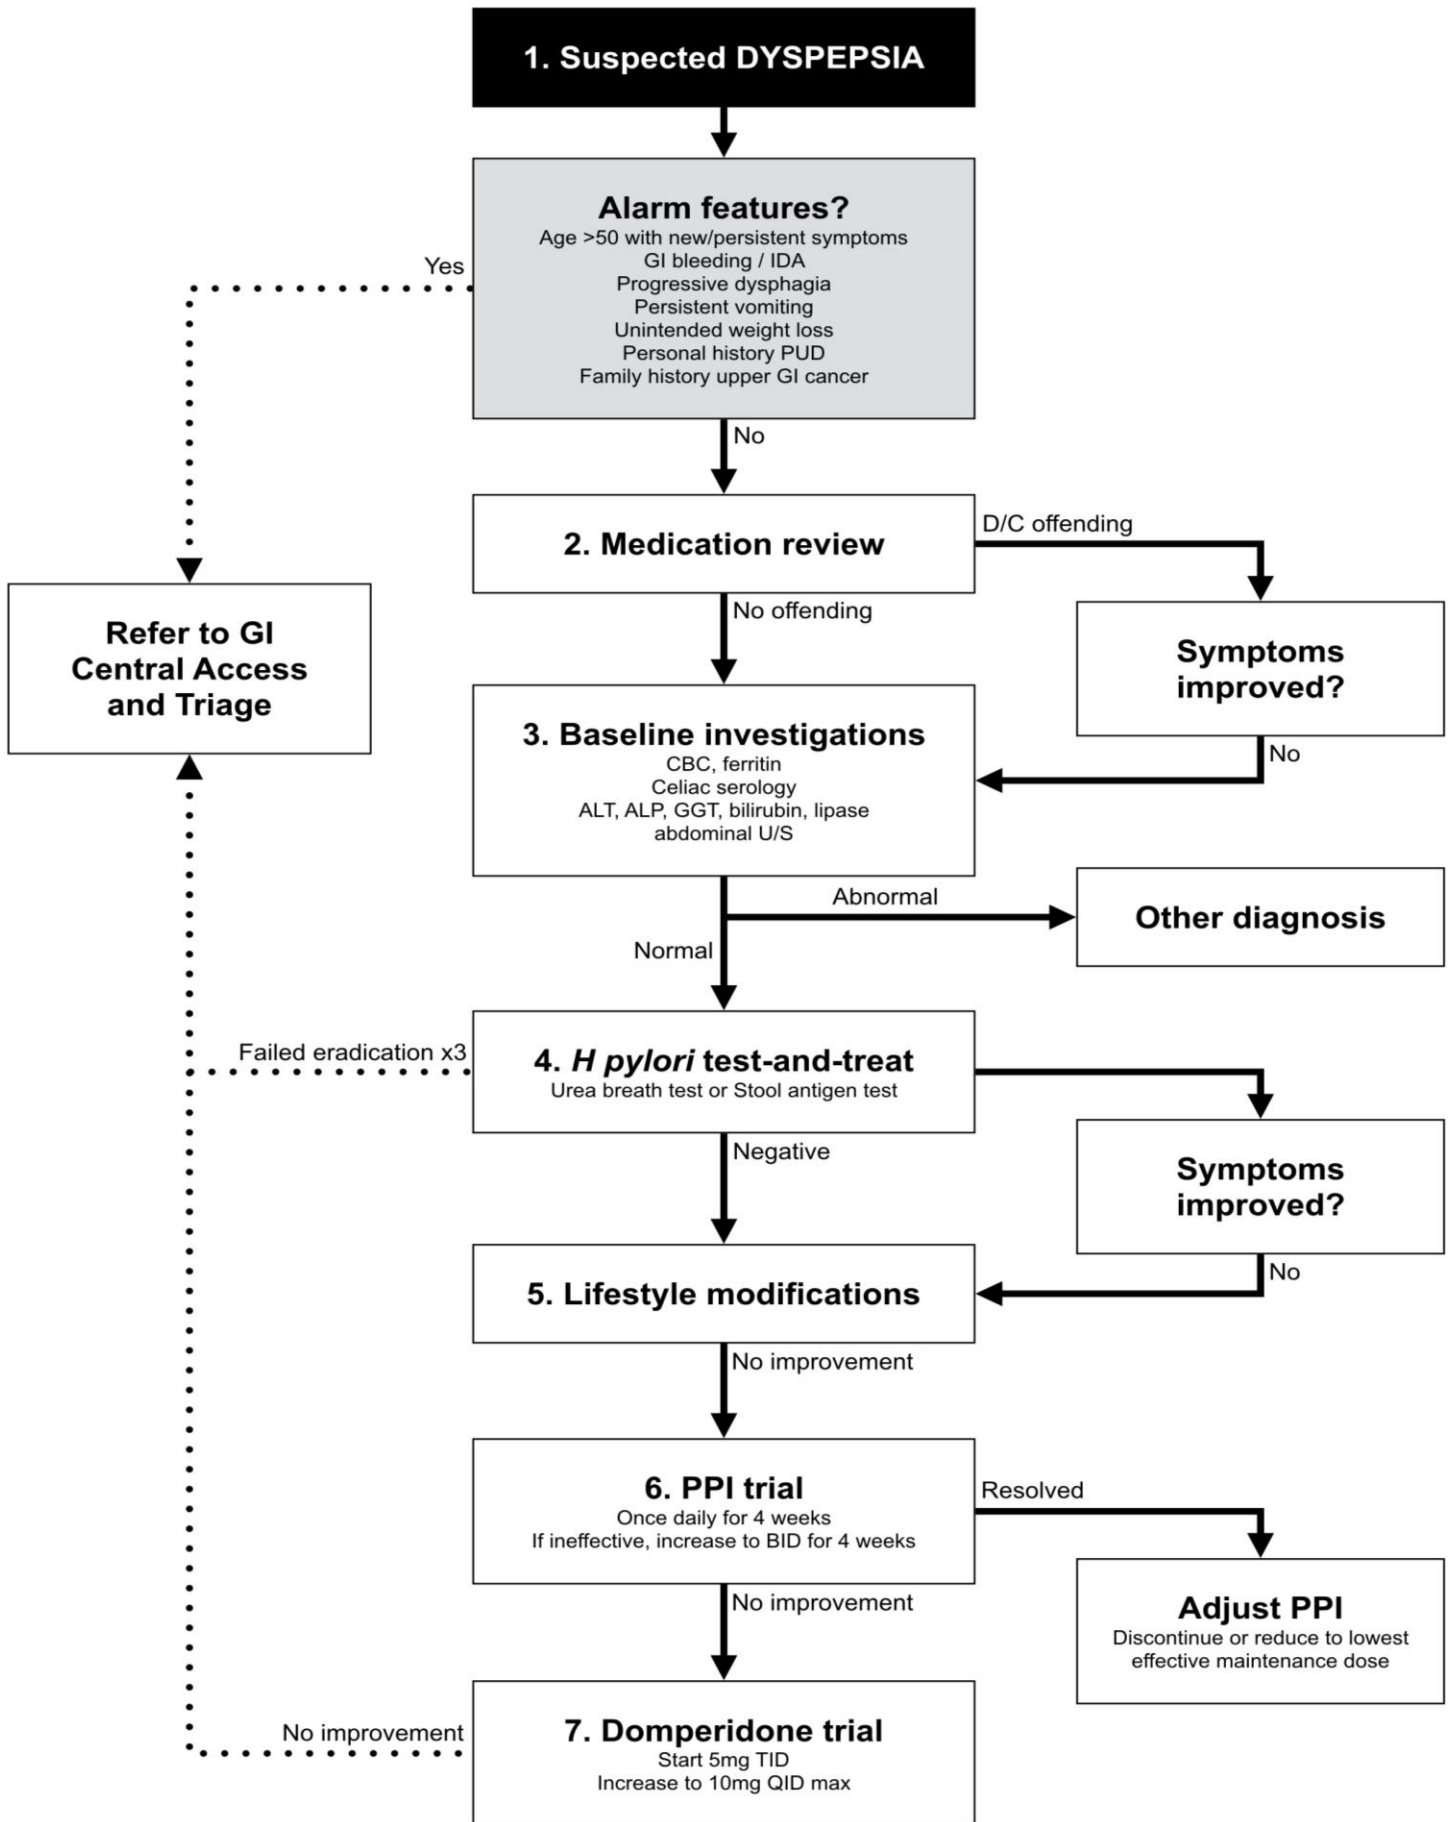 1. Suspected DYSPEPSIA
Alarm features?
Age >50 with new/persistent symptoms
GI bleeding / IDA
Progressive dysphagia
Persistent vomiting
Unintended weight loss
Personal history PUD
Family history upper GI cancer
Yes
No
2. Medication review
D/C offending
No offending
Refer to GI
Central Access
and Triage
Symptoms
improved?
No
3. Baseline investigations
CBC, ferritin
Celiac serology
ALT, ALP, GGT, bilirubin, lipase
abdominal U/S
Abnormal
Other diagnosis
Normal
Failed eradication x3
4. H pylori test-and-treat
Urea breath test or Stool antigen test
Negative
Symptoms
improved?
No
5. Lifestyle modifications
No improvement
6. PPI trial
Once daily for 4 weeks
If ineffective, increase to BID for 4 weeks
Resolved
No improvement
Adjust PPI
Discontinue or reduce to lowest
effective maintenance dose
No improvement
7. Domperidone trial
Start 5mg TID
Increase to 10mg QID max